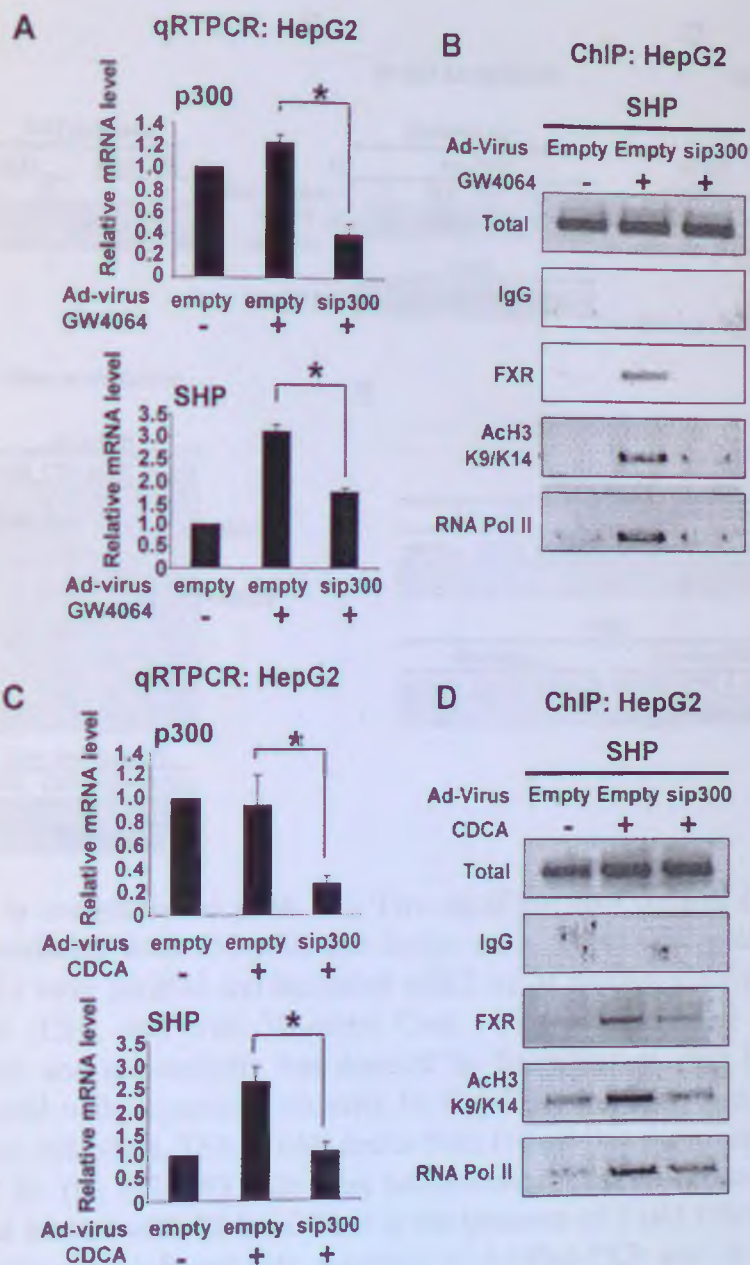 A
qRTPCR: HepG2
p300
*
Relative mRNA level
1.4
1.2
1.0
0.8
0.6
0.4
0.2
0
Ad-virus empty empty sip300
GW4064 - + +
SHP
*
Relative mRNA level
3.5
3.0
2.5
2.0
1.5
1.0
0.5
0.0
Ad-virus empty empty sip300
GW4064 - + +
B
ChIP: HepG2
SHP
Ad-Virus Empty Empty sip300
GW4064 - + +
Total
IgG
FXR
AcH3
K9/K14
RNA Pol II
C
qRTPCR: HepG2
p300
*
Relative mRNA level
1.4
1.2
1.0
0.8
0.6
0.4
0.2
0
Ad-virus empty empty sip300
CDCA - + +
SHP
*
Relative mRNA level
3.5
3.0
2.5
2.0
1.5
1.0
0.5
0.0
Ad-virus empty empty sip300
CDCA - + +
D
ChIP: HepG2
SHP
Ad-Virus Empty Empty sip300
CDCA - + +
Total
IgG
FXR
AcH3
K9/K14
RNA Pol II